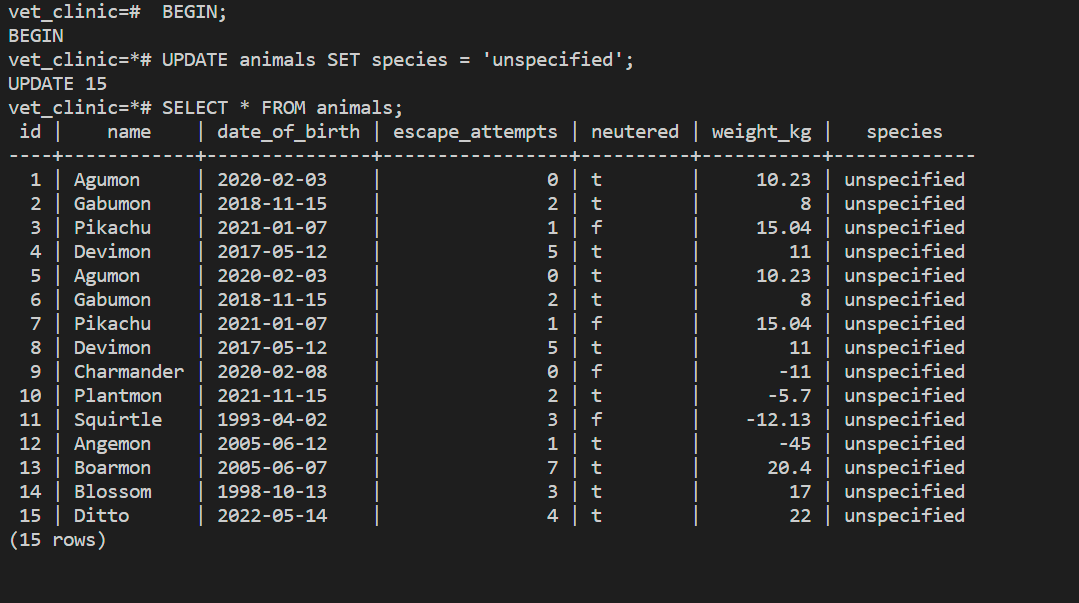 vet_clinic=#  BEGIN;
BEGIN
vet_clinic=*# UPDATE animals SET species = 'unspecified';
UPDATE 15
vet_clinic=*# SELECT * FROM animals;
 id |    name    | date_of_birth | escape_attempts | neutered | weight_kg |   species
----+------------+---------------+-----------------+----------+-----------+-------------
  1 | Agumon     | 2020-02-03    |               0 | t        |     10.23 | unspecified
  2 | Gabumon    | 2018-11-15    |               2 | t        |         8 | unspecified
  3 | Pikachu    | 2021-01-07    |               1 | f        |     15.04 | unspecified
  4 | Devimon    | 2017-05-12    |               5 | t        |        11 | unspecified
  5 | Agumon     | 2020-02-03    |               0 | t        |     10.23 | unspecified
  6 | Gabumon    | 2018-11-15    |               2 | t        |         8 | unspecified
  7 | Pikachu    | 2021-01-07    |               1 | f        |     15.04 | unspecified
  8 | Devimon    | 2017-05-12    |               5 | t        |        11 | unspecified
  9 | Charmander | 2020-02-08    |               0 | f        |       -11 | unspecified
 10 | Plantmon   | 2021-11-15    |               2 | t        |      -5.7 | unspecified
 11 | Squirtle   | 1993-04-02    |               3 | f        |    -12.13 | unspecified
 12 | Angemon    | 2005-06-12    |               1 | t        |       -45 | unspecified
 13 | Boarmon    | 2005-06-07    |               7 | t        |      20.4 | unspecified
 14 | Blossom    | 1998-10-13    |               3 | t        |        17 | unspecified
 15 | Ditto      | 2022-05-14    |               4 | t        |        22 | unspecified
(15 rows)